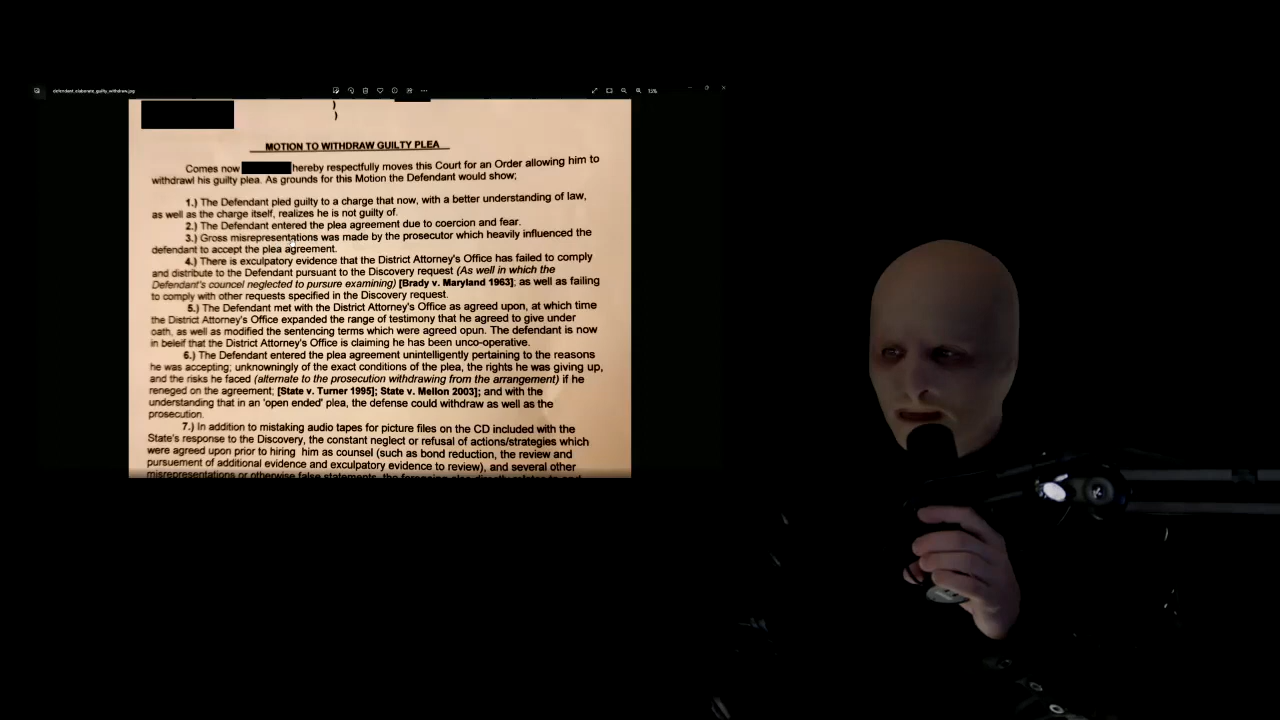 defendant_elaborate_guilty_withdraw.jpg
13%
)
)
MOTION TO WITHDRAW GUILTY PLEA
Comes now hereby respectfully moves this Court for an Order allowing him to
withdrawl his guilty plea. As grounds for this Motion the Defendant would show;
1.) The Defendant pled guilty to a charge that now, with a better understanding of law,
as well as the charge itself, realizes he is not guilty of.
2.) The Defendant entered the plea agreement due to coercion and fear.
3.) Gross misrepresentations was made by the prosecutor which heavily influenced the
defendant to accept the plea agreement.
4.) There is exculpatory evidence that the District Attorney's Office has failed to comply
and distribute to the Defendant pursuant to the Discovery request (As well in which the
Defendant's councel neglected to pursure examining) [Brady v. Maryland 1963]; as well as failing
to comply with other requests specified in the Discovery request.
5.) The Defendant met with the District Attorney's Office as agreed upon, at which time
the District Attorney's Office expanded the range of testimony that he agreed to give under
oath, as well as modified the sentencing terms which were agreed opun. The defendant is now
in beleif that the District Attorney's Office is claiming he has been unco-operative.
6.) The Defendant entered the plea agreement unintelligently pertaining to the reasons
he was accepting; unknowningly of the exact conditions of the plea, the rights he was giving up,
and the risks he faced (alternate to the prosecution withdrawing from the arrangement) if he
reneged on the agreement; [State v. Turner 1995]; State v. Mellon 2003]; and with the
understanding that in an 'open ended' plea, the defense could withdraw as well as the
prosecution.
7.) In addition to mistaking audio tapes for picture files on the CD included with the
State's response to the Discovery, the constant neglect or refusal of actions/strategies which
were agreed upon prior to hiring him as counsel (such as bond reduction, the review and
pursuement of additional evidence and exculpatory evidence to review), and several other
misrepresentations or otherwise false statements, the foregoing also directly relates to